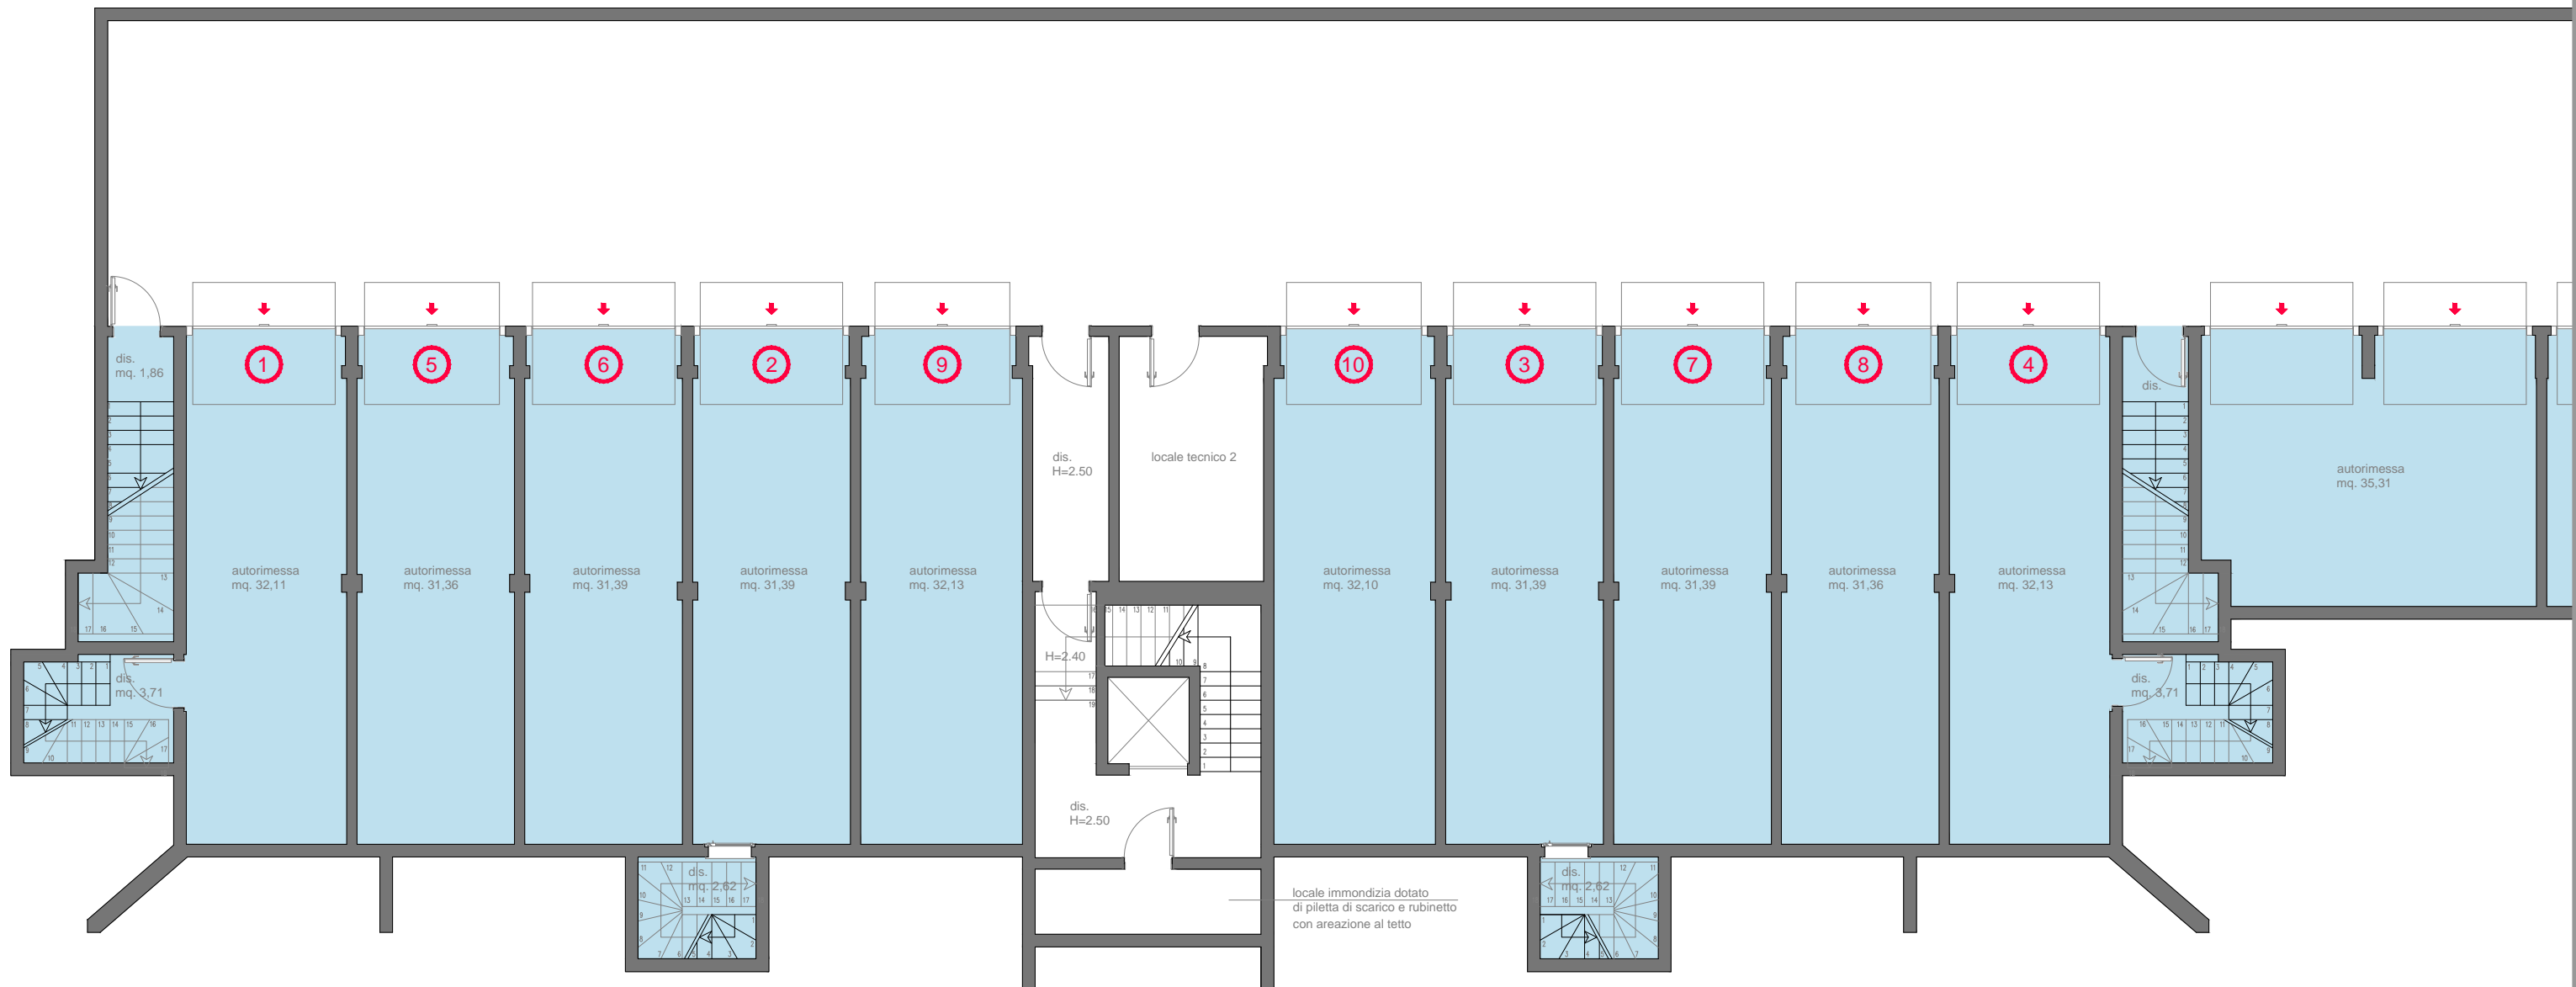 1
5
6
2
9
10
3
7
8
4
dis.
mq. 1,86
dis.
dis.
H=2.50
locale tecnico 2
autorimessa
mq. 35,31
autorimessa
mq. 32,11
autorimessa
mq. 31,36
autorimessa
mq. 31,39
autorimessa
mq. 31,39
autorimessa
mq. 32,13
autorimessa
mq. 32,10
autorimessa
mq. 31,39
autorimessa
mq. 31,39
autorimessa
mq. 31,36
autorimessa
mq. 32,13
H=2.40
dis.
mq. 3,71
dis.
mq. 3,71
dis.
H=2.50
dis.
mq. 2,62
dis.
mq. 2,62
locale immondizia dotato
di piletta di scarico e rubinetto
con areazione al tetto